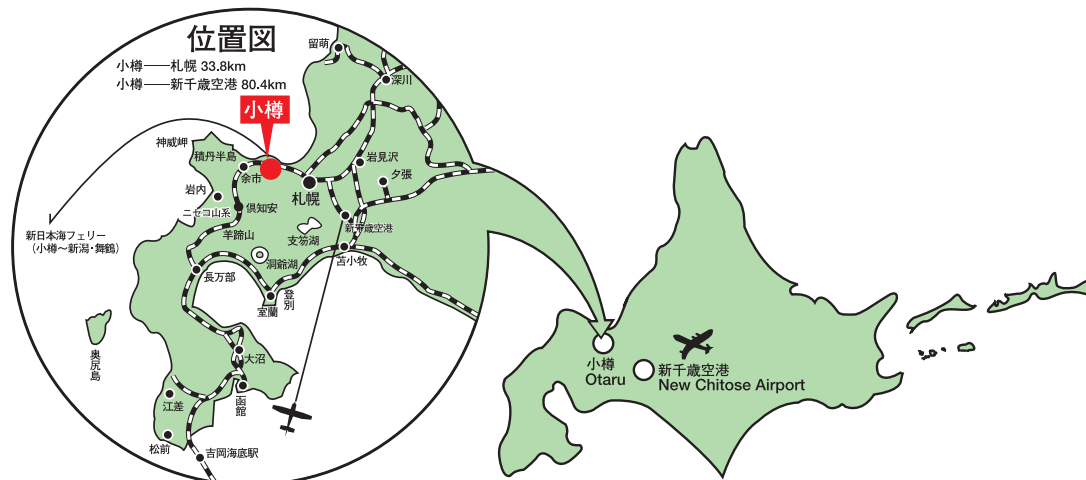 位置図
小樽——札幌 33.8km
小樽——新千歳空港 80.4km
小樽
留萌
深川
神威岬
積丹半島
余市
岩見沢
夕張
札幌
岩内
ニセコ山系
倶知安
新千歳空港
羊蹄山
支笏湖
新日本海フェリー
（小樽〜新潟・舞鶴）
洞爺湖
苫小牧
長万部
登別
室蘭
奥尻島
大沼
函館
江差
松前
吉岡海底駅
小樽
Otaru
新千歳空港
New Chitose Airport